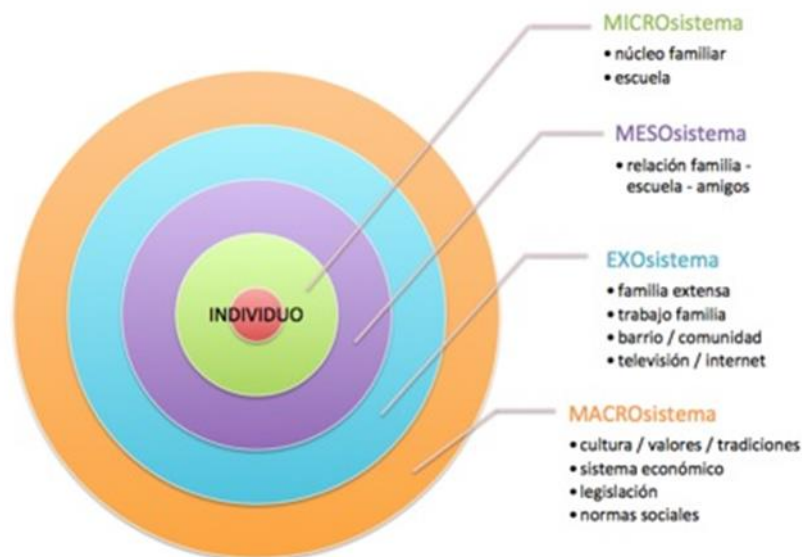 MICROsistema
• núcleo familiar
• escuela
MESOsistema
• relación familia -
escuela - amigos
INDIVIDUO
EXOsistema
• familia extensa
• trabajo familia
• barrio / comunidad
• televisión / internet
MACROsistema
• cultura / valores / tradiciones
• sistema económico
• legislación
• normas sociales